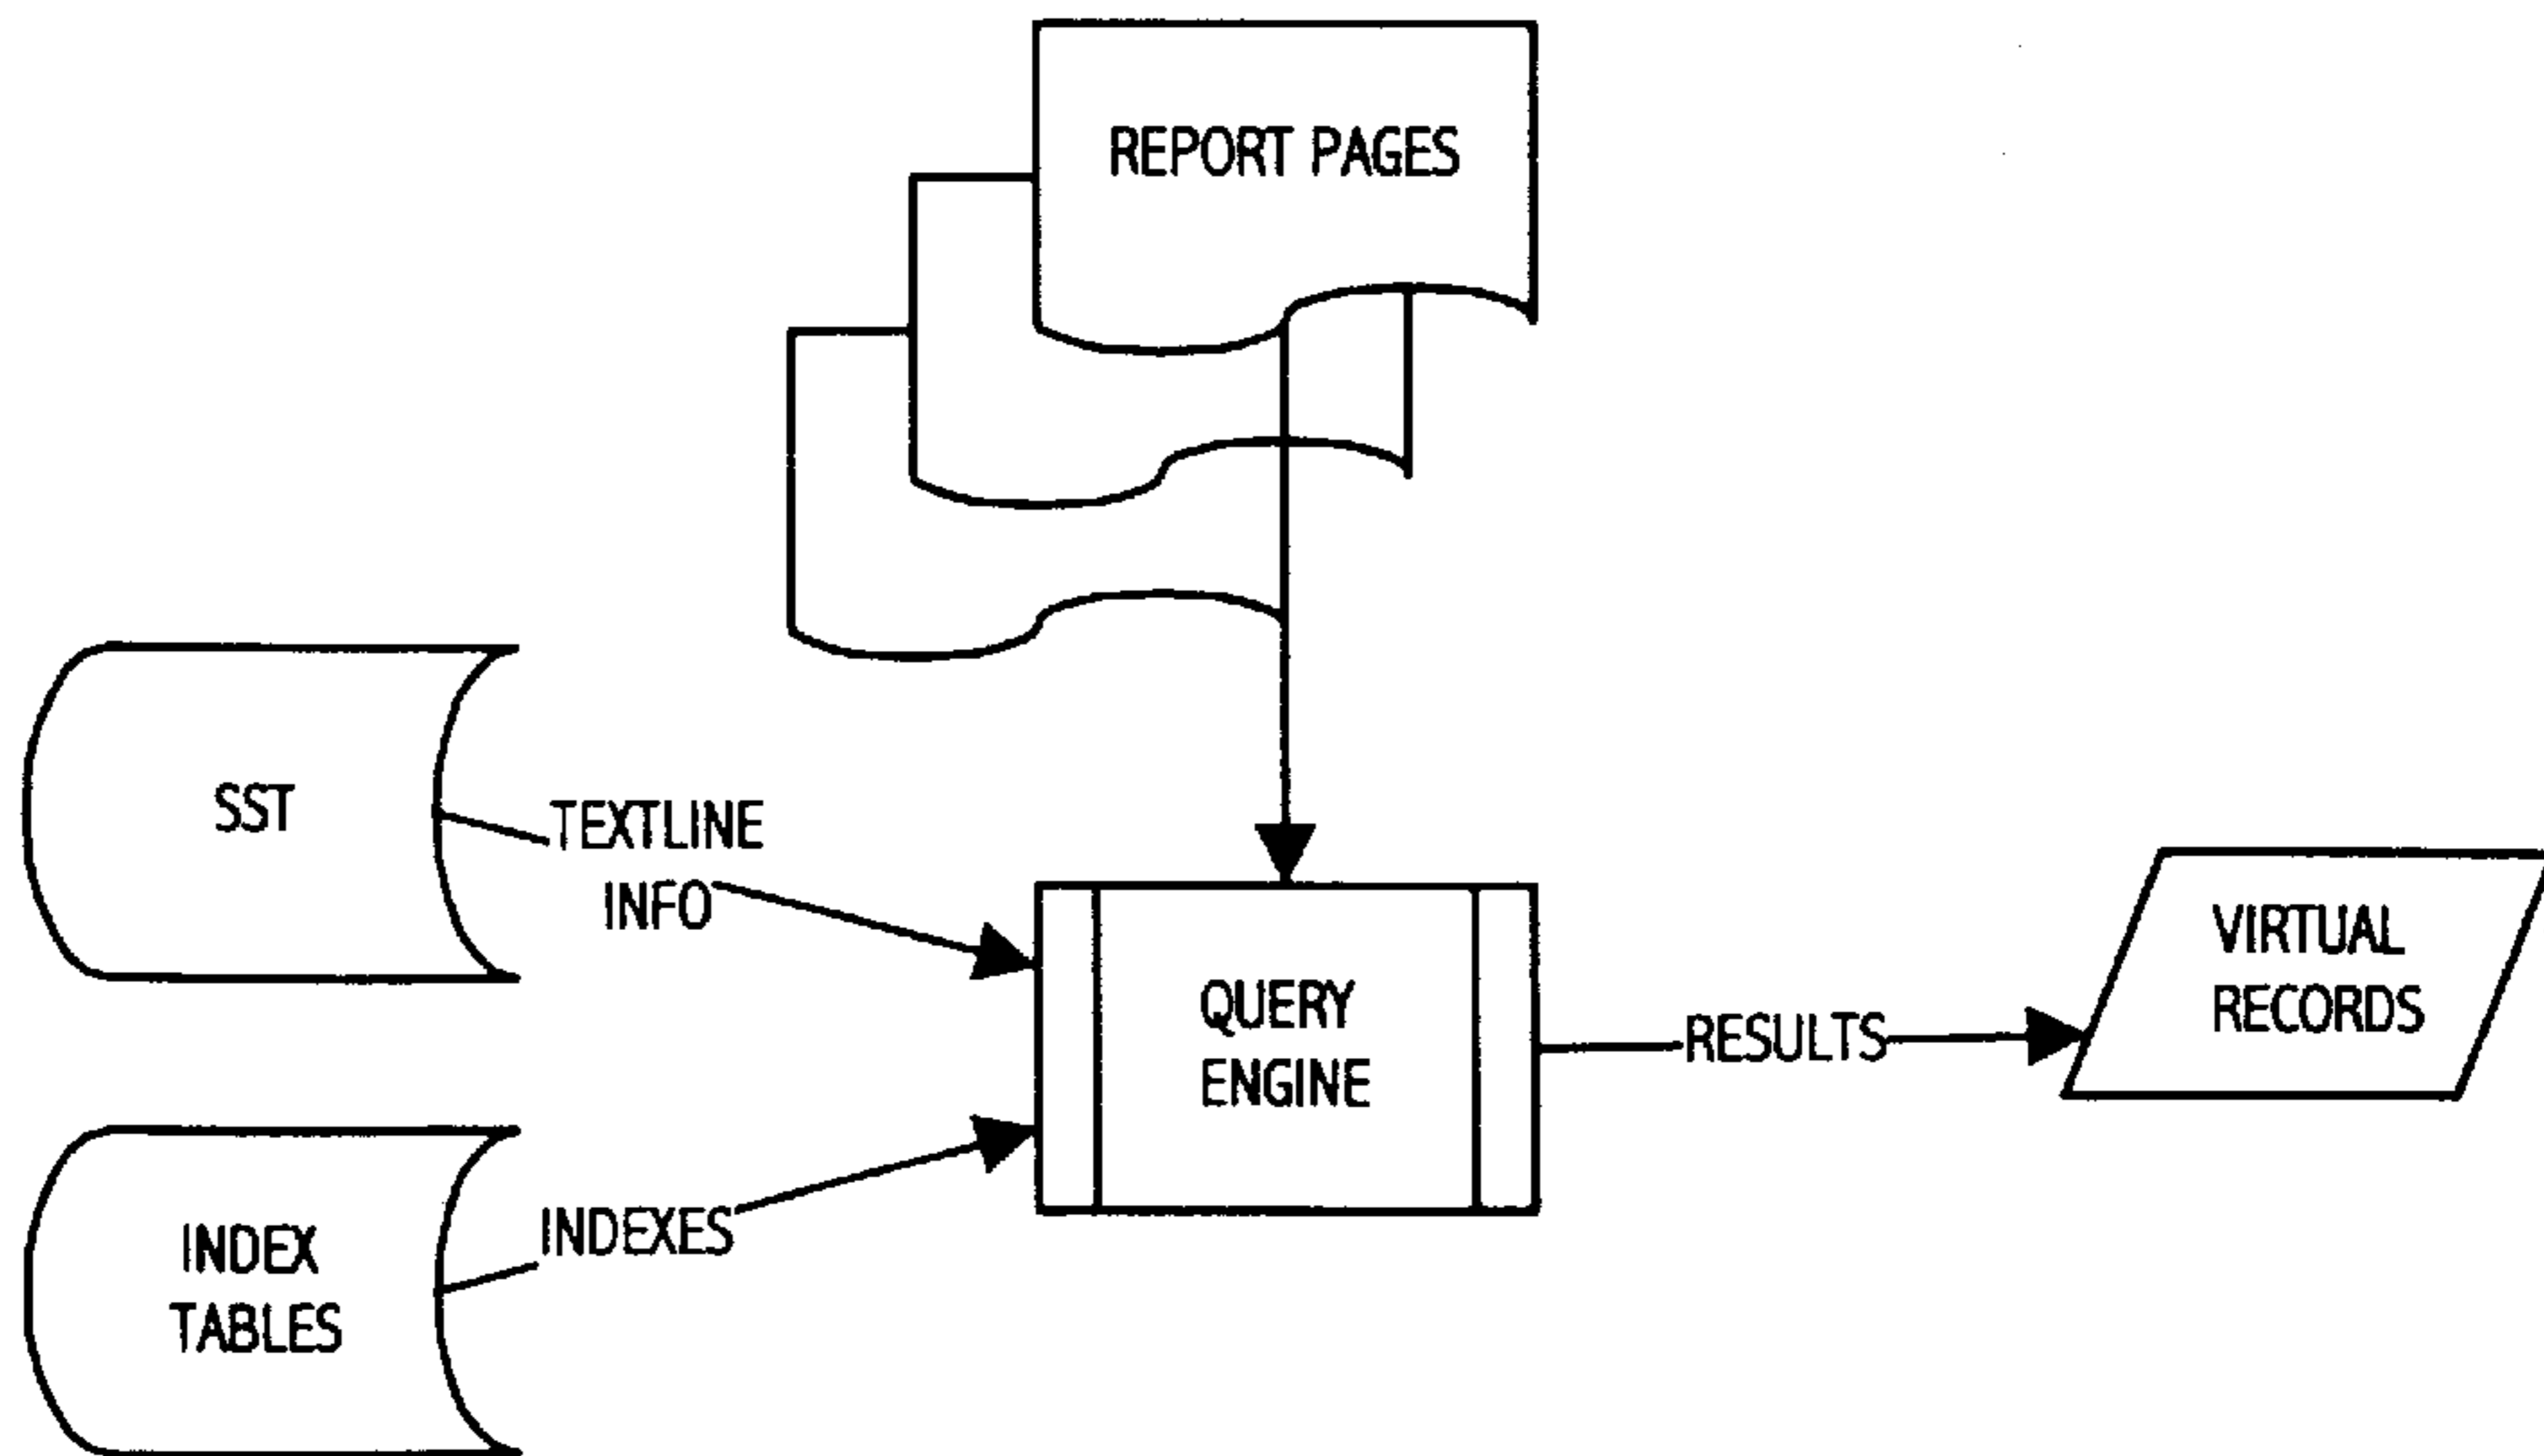 REPORT PAGES
SST
TEXTLINE
INFO
QUERY
ENGINE
RESULTS
VIRTUAL
RECORDS
INDEXES
INDEX
TABLES